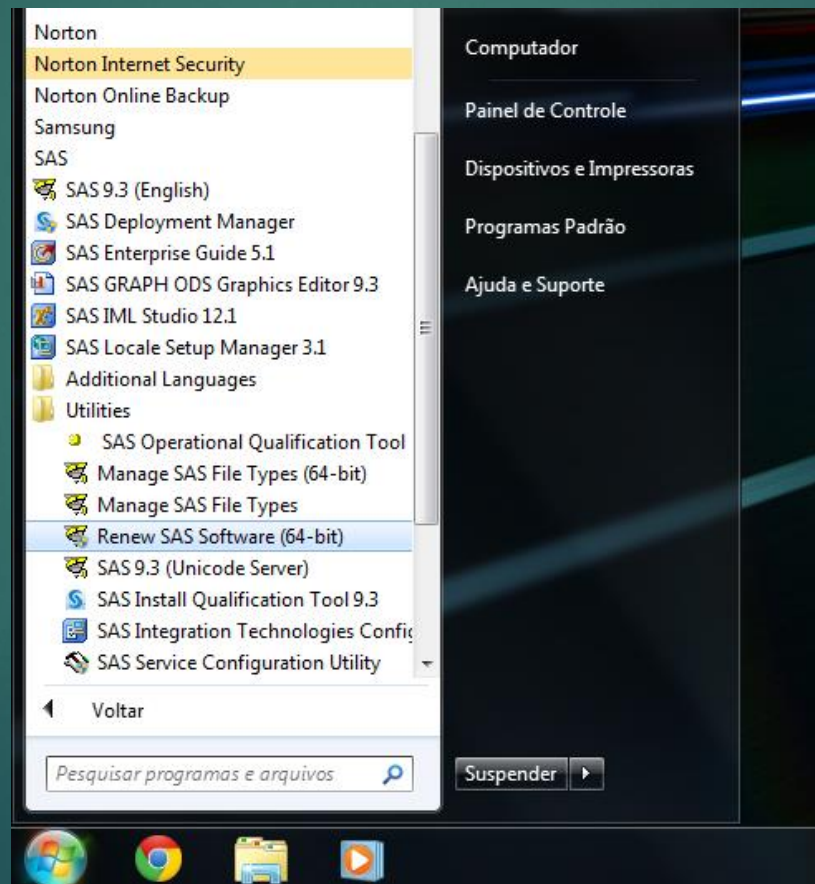 Norton
Norton Internet Security
Norton Online Backup
Samsung
SAS
SAS 9.3 (English)
SAS Deployment Manager
SAS Enterprise Guide 5.1
SAS GRAPH ODS Graphics Editor 9.3
SAS IML Studio 12.1
SAS Locale Setup Manager 3.1
Additional Languages
Utilities
SAS Operational Qualification Tool
Manage SAS File Types (64-bit)
Manage SAS File Types
Renew SAS Software (64-bit)
SAS 9.3 (Unicode Server)
SAS Install Qualification Tool 9.3
SAS Integration Technologies Config
SAS Service Configuration Utility
Voltar
Pesquisar programas e arquivos
Computador
Painel de Controle
Dispositivos e Impressoras
Programas Padrão
Ajuda e Suporte
Suspender